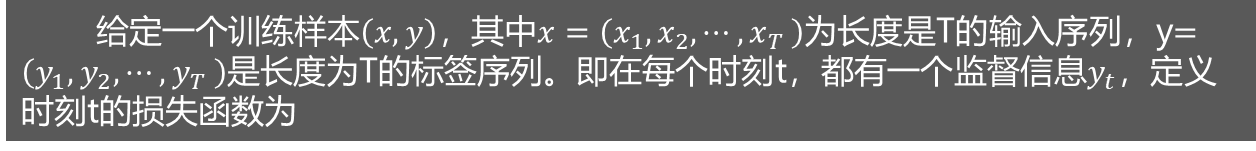 给定一个训练样本(x, y)，其中x = (x₁, x₂, ⋯, x_T )为长度是T的输入序列，y=
(y₁, y₂, ⋯, y_T )是长度为T的标签序列。即在每个时刻t，都有一个监督信息y_t，定义
时刻t的损失函数为